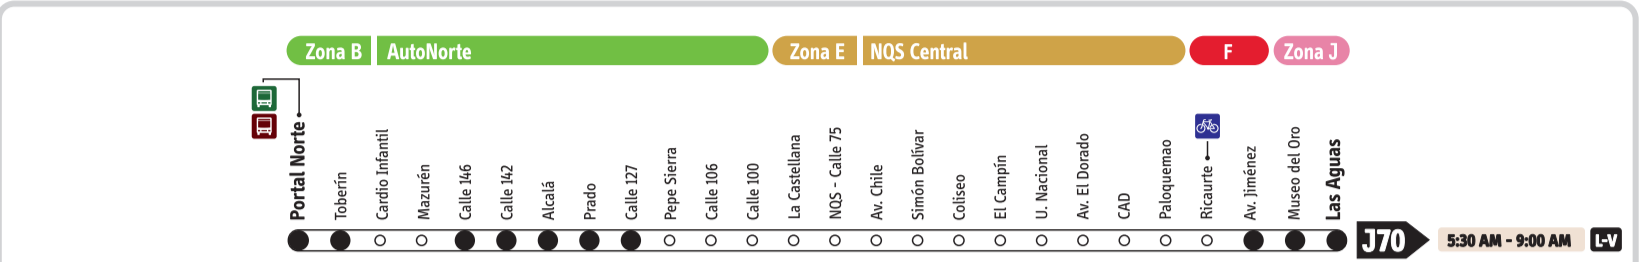 Zona B AutoNorte Zona E NQS Central F Zona J
Portal Norte
Toberín
Cardio Infantil
Mazurén
Calle 146
Calle 142
Alcalá
Prado
Calle 127
Pepe Sierra
Calle 106
Calle 100
La Castellana
NQS - Calle 75
Av. Chile
Simón Bolívar
Coliseo
El Campín
U. Nacional
Av. El Dorado
CAD
Paloquemao
Ricaurte
Av. Jiménez
Museo del Oro
Las Aguas
J70 5:30 AM - 9:00 AM L-V